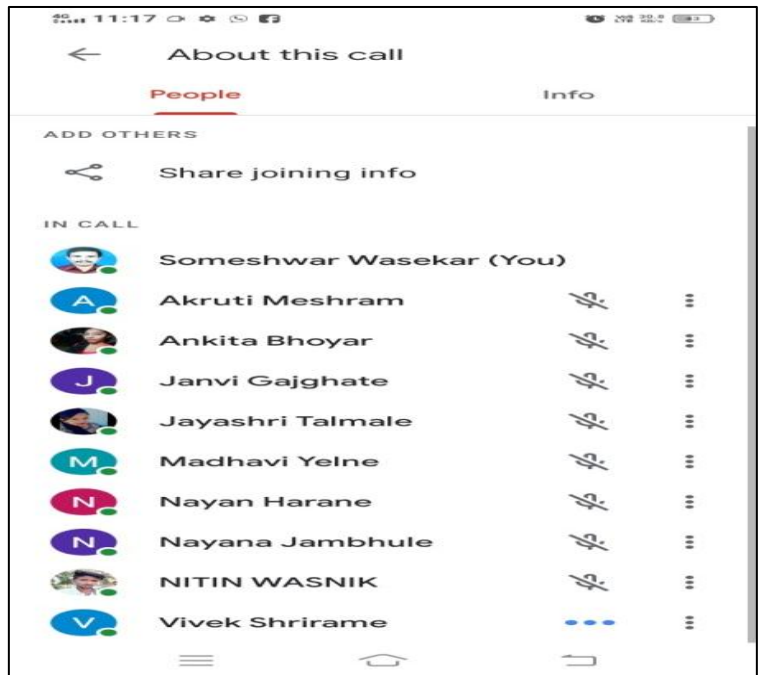 4G 11:17
About this call
People Info
ADD OTHERS
Share joining info
IN CALL
Someshwar Wasekar (You)
A Akruti Meshram
Ankita Bhoyar
J Janvi Gajghate
Jayashri Talmale
M Madhavi Yelne
N Nayan Harane
N Nayana Jambhule
NITIN WASNIK
V Vivek Shrirame